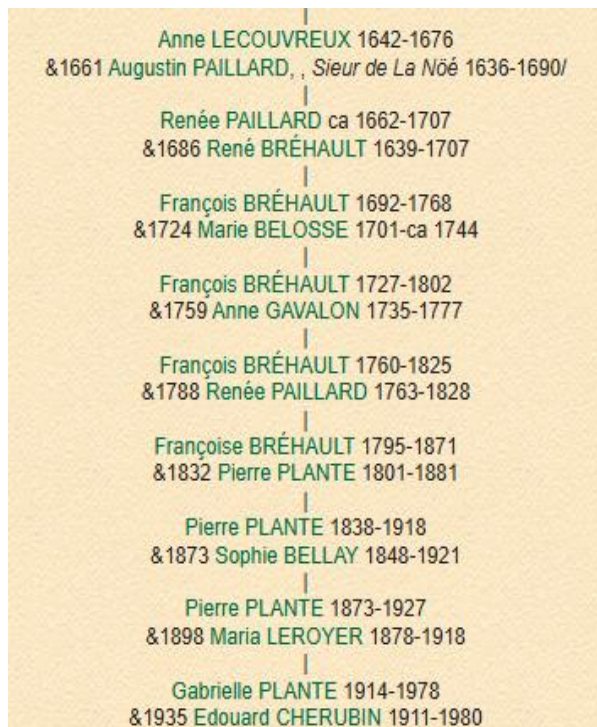 Anne LECOUVREUX 1642-1676
&1661 Augustin PAILLARD, , Sieur de La Nöé 1636-1690/
Renée PAILLARD ca 1662-1707
&1686 René BRÉHAULT 1639-1707
François BRÉHAULT 1692-1768
&1724 Marie BELOSSE 1701-ca 1744
François BRÉHAULT 1727-1802
&1759 Anne GAVALON 1735-1777
François BRÉHAULT 1760-1825
&1788 Renée PAILLARD 1763-1828
Françoise BRÉHAULT 1795-1871
&1832 Pierre PLANTE 1801-1881
Pierre PLANTE 1838-1918
&1873 Sophie BELLAY 1848-1921
Pierre PLANTE 1873-1927
&1898 Maria LEROYER 1878-1918
Gabrielle PLANTE 1914-1978
&1935 Edouard CHERUBIN 1911-1980